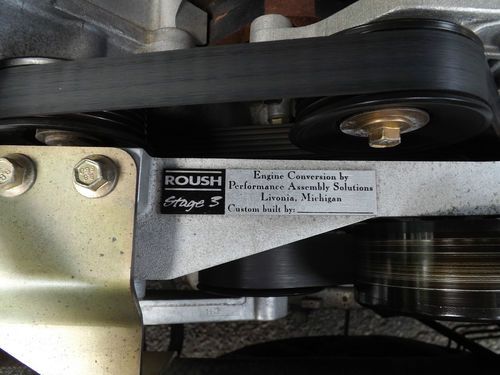 ROUSH
Stage 3
Engine Conversion by
Performance Assembly Solutions
Livonia, Michigan
Custom built by: